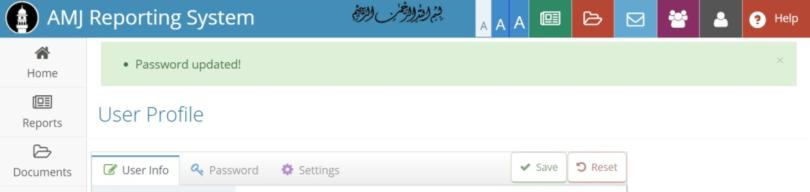 AMJ Reporting System
بسم الله الرحمن الرحيم
A A A
Help
Home
Reports
Documents
• Password updated!
×
User Profile
User Info Password Settings
Save Reset